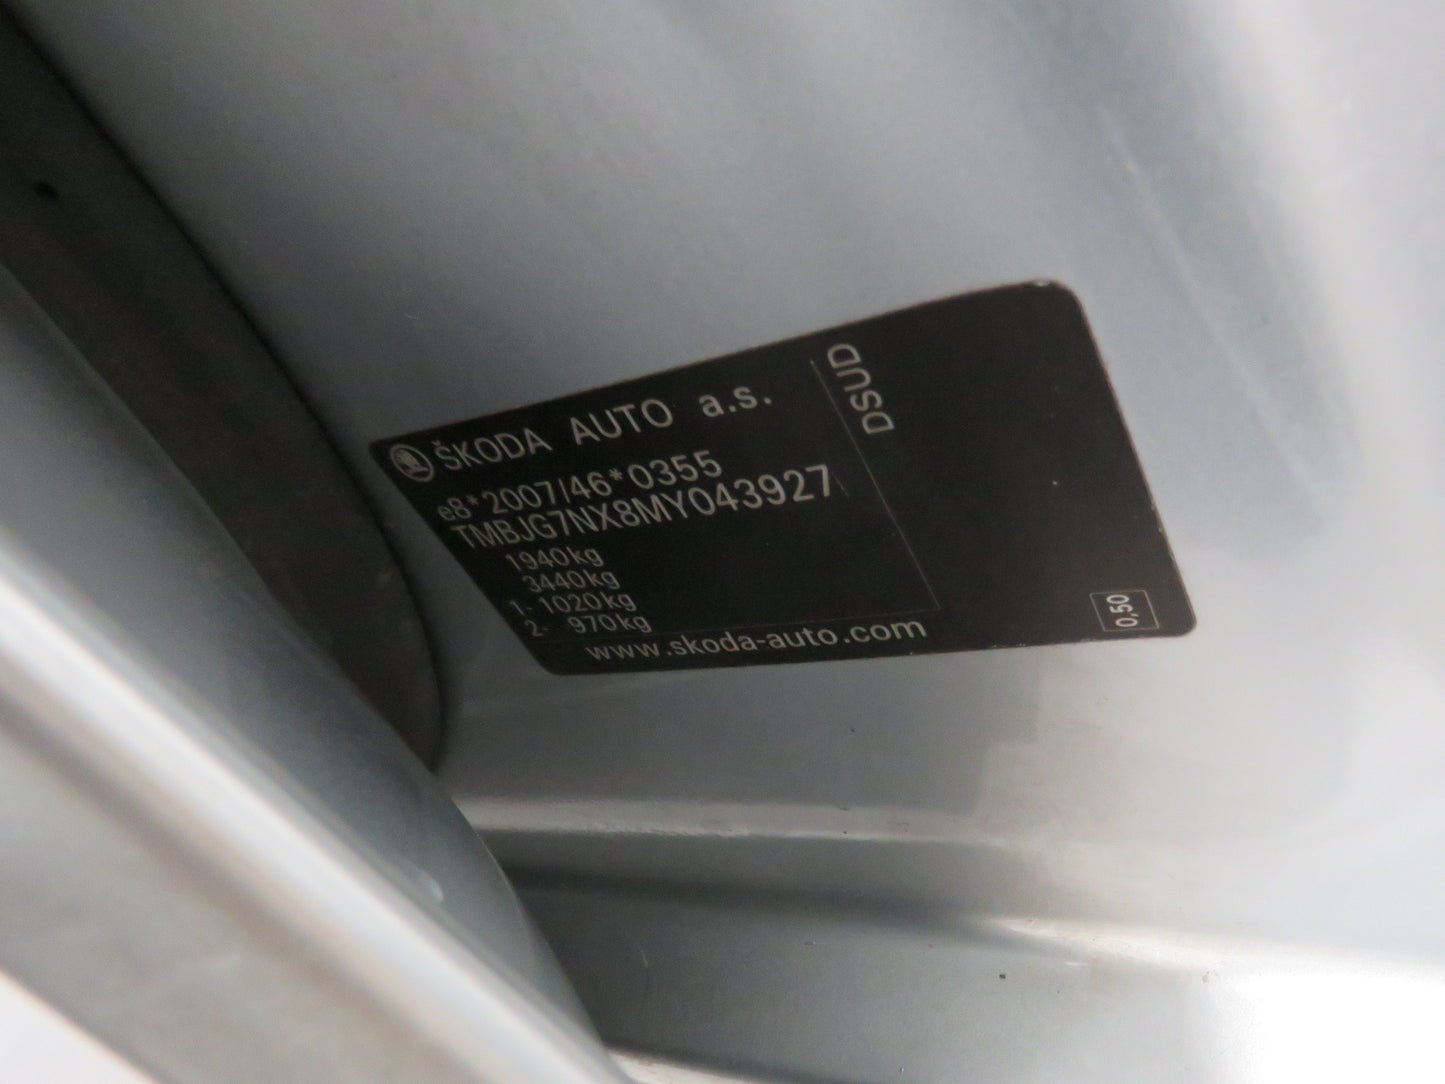 ŠKODA AUTO a.s.
e8*2007/46*0355
TMBJG7NX8MY043927
1940kg
3440kg
1- 1020kg
2- 970kg
www.skoda-auto.com
DSUD
0,50